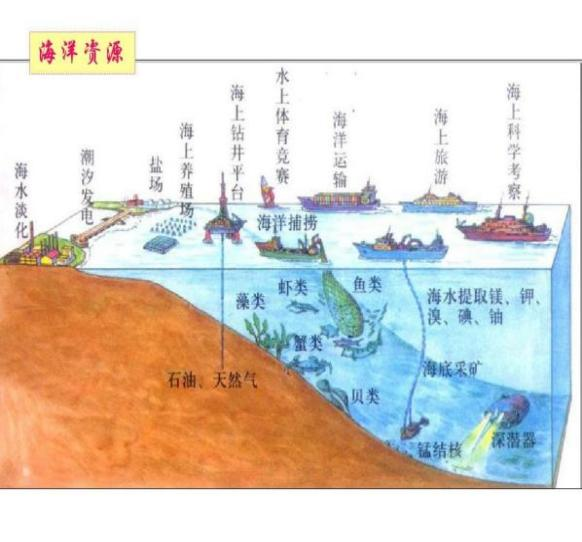 海洋资源
海水淡化
潮汐发电
盐场
海上养殖场
海上钻井平台
水上体育竞赛
海洋运输
海上旅游
海上科学考察
海洋捕捞
藻类
虾类
鱼类
海水提取镁、钾、
溴、碘、铀
蟹类
石油、天然气
贝类
海底采矿
锰结核
深潜器